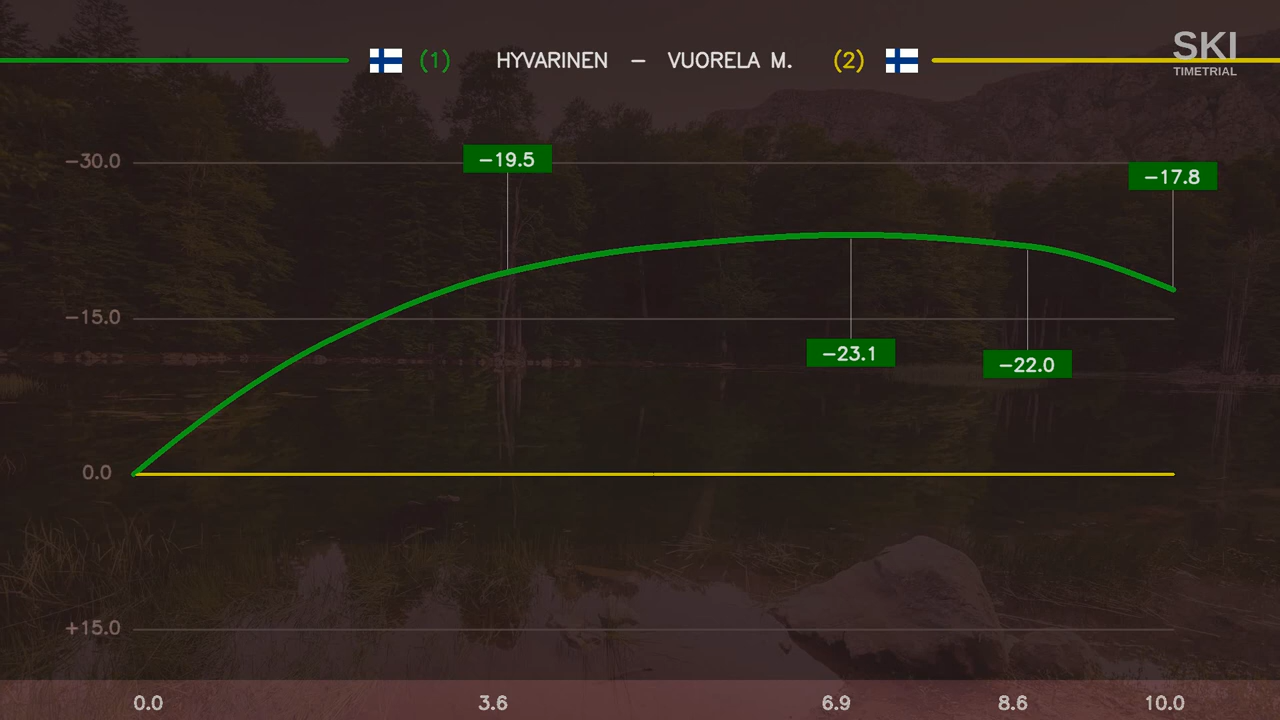 (1) HYVARINEN – VUORELA M. (2)
SKI
TIMETRIAL
−30.0
−19.5
−17.8
−15.0
−23.1
−22.0
0.0
+15.0
0.0 3.6 6.9 8.6 10.0